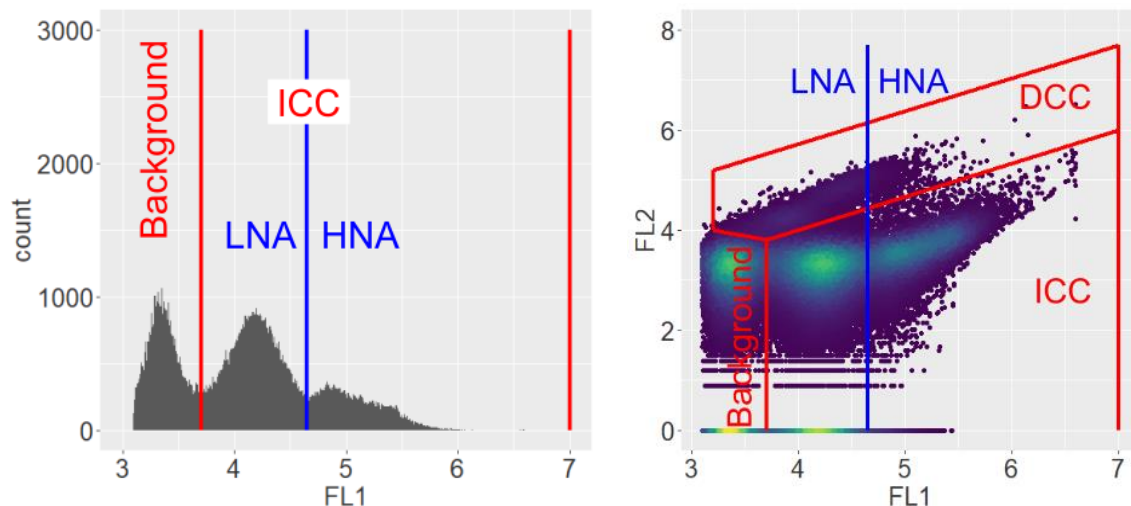 3000
2000
1000
0
count
3
4
5
6
7
FL1
Background
ICC
LNA
HNA
8
6
4
2
0
FL2
3
4
5
6
7
FL1
LNA
HNA
DCC
ICC
Background